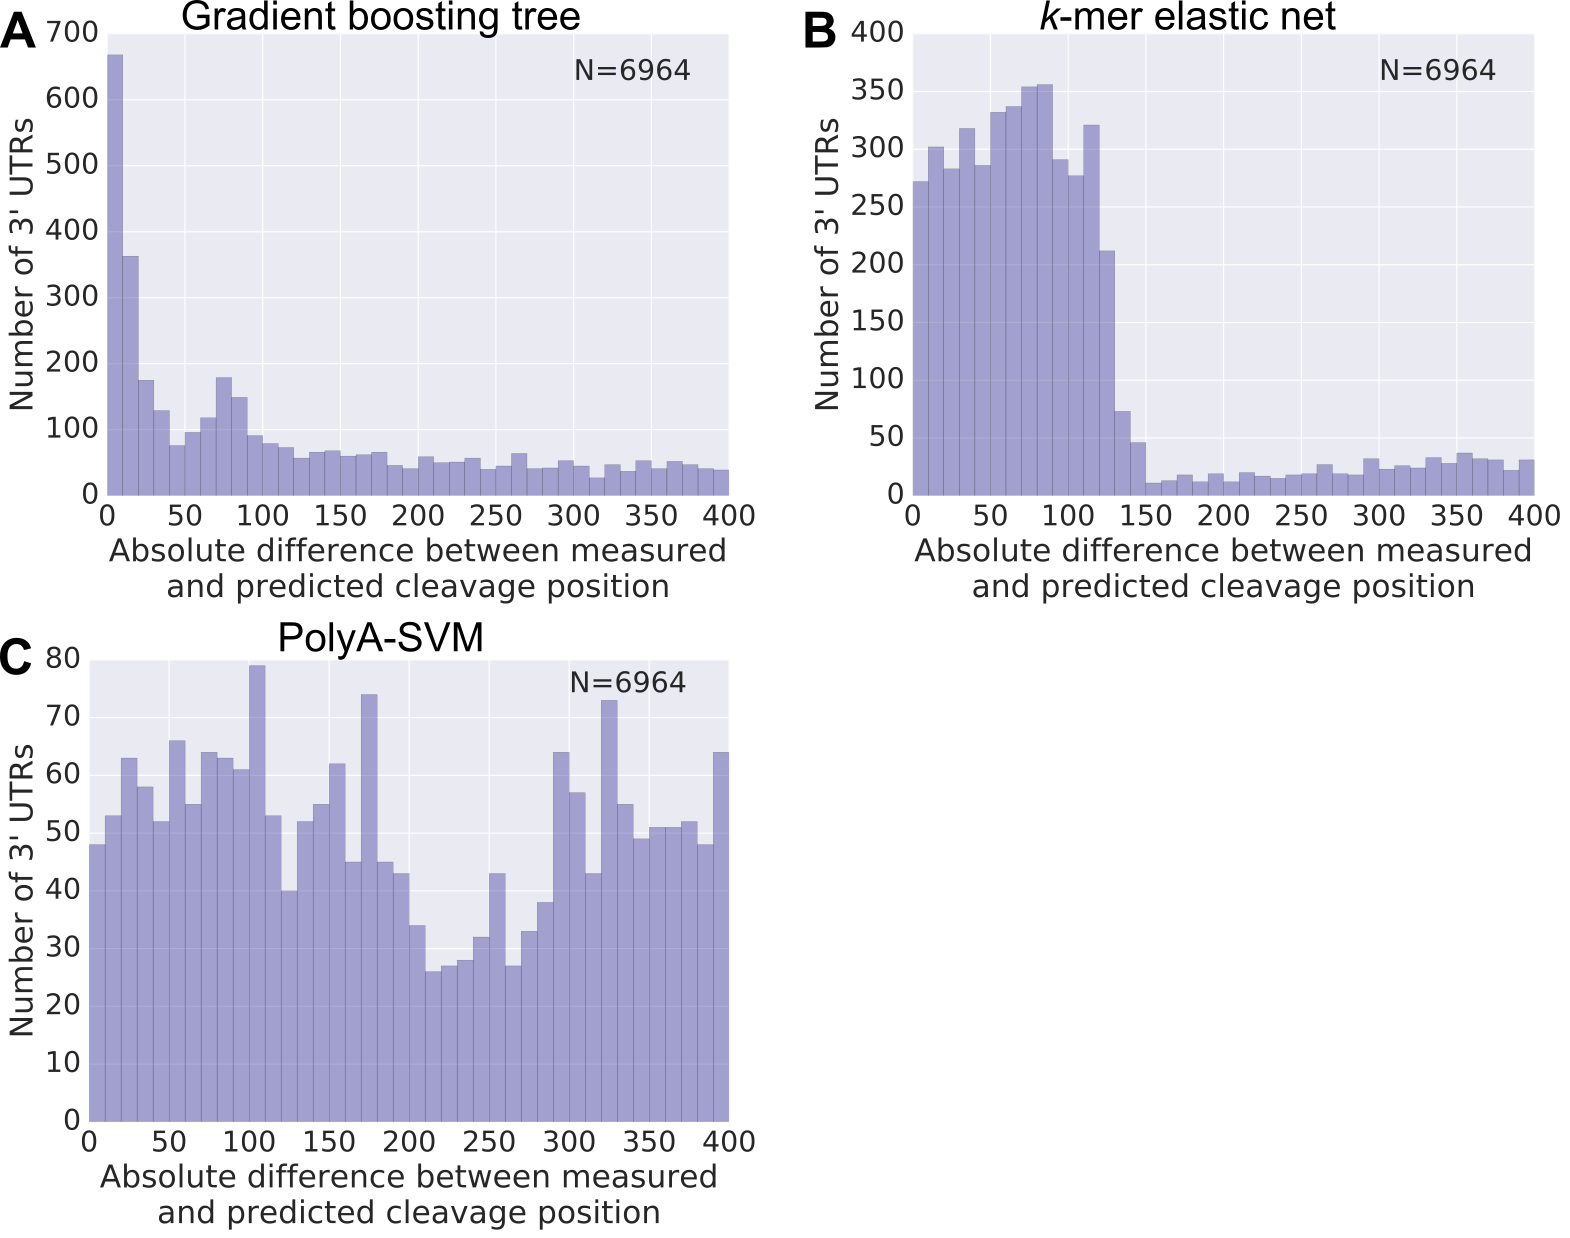 A
Gradient boosting tree
N=6964
Number of 3' UTRs
700
600
500
400
300
200
100
0
0 50 100 150 200 250 300 350 400
Absolute difference between measured
and predicted cleavage position
B
k-mer elastic net
N=6964
Number of 3' UTRs
400
350
300
250
200
150
100
50
0
0 50 100 150 200 250 300 350 400
Absolute difference between measured
and predicted cleavage position
C
PolyA-SVM
N=6964
Number of 3' UTRs
80
70
60
50
40
30
20
10
0
0 50 100 150 200 250 300 350 400
Absolute difference between measured
and predicted cleavage position